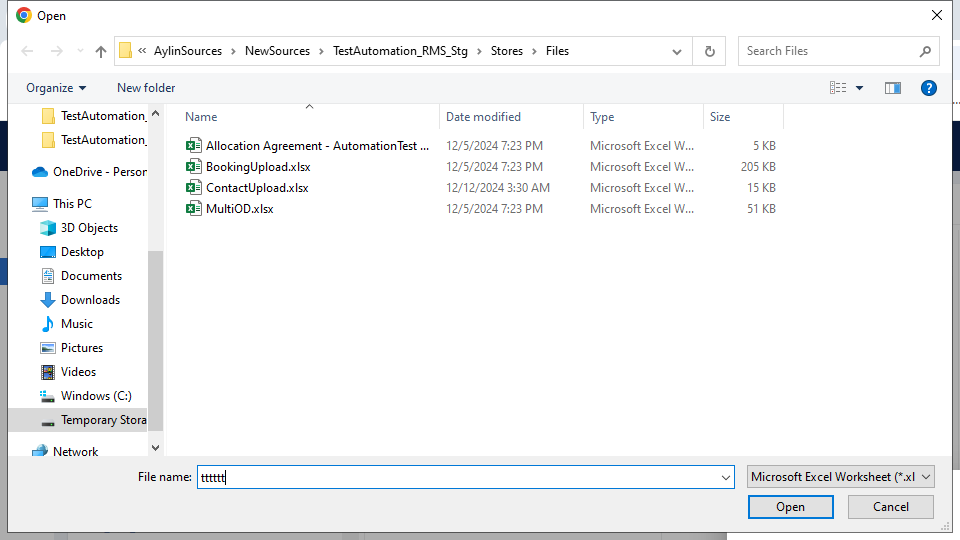 Open
« AylinSources > NewSources > TestAutomation_RMS_Stg > Stores > Files
Search Files
Organize
New folder
Name Date modified Type Size
TestAutomation_
TestAutomation_
OneDrive - Person
This PC
3D Objects
Desktop
Documents
Downloads
Music
Pictures
Videos
Windows (C:)
Temporary Stora
Network
Allocation Agreement - AutomationTest ... 12/5/2024 7:23 PM Microsoft Excel W... 5 KB
BookingUpload.xlsx 12/5/2024 7:23 PM Microsoft Excel W... 205 KB
ContactUpload.xlsx 12/12/2024 3:30 AM Microsoft Excel W... 15 KB
MultiOD.xlsx 12/5/2024 7:23 PM Microsoft Excel W... 51 KB
File name: tttttt
Microsoft Excel Worksheet (*.xl
Open
Cancel